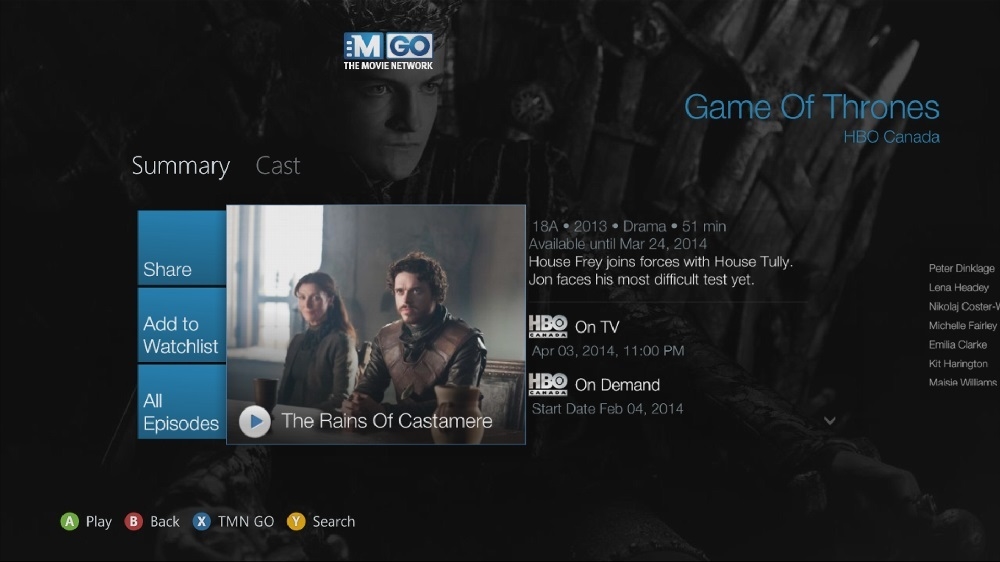 M GO
THE MOVIE NETWORK
Game Of Thrones
HBO Canada
Summary Cast
Share
Add to
Watchlist
All
Episodes
The Rains Of Castamere
18A • 2013 • Drama • 51 min
Available until Mar 24, 2014
House Frey joins forces with House Tully.
Jon faces his most difficult test yet.
HBO CANADA On TV
Apr 03, 2014, 11:00 PM
HBO CANADA On Demand
Start Date Feb 04, 2014
Peter Dinklage
Lena Headey
Nikolaj Coster-W
Michelle Fairley
Emilia Clarke
Kit Harington
Maisie Williams
A Play B Back X TMN GO Y Search